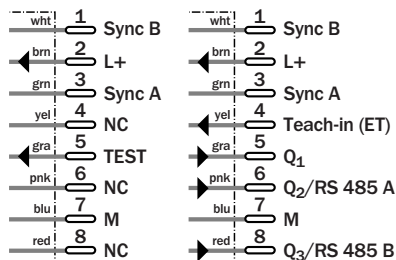 wht 1 Sync B
brn 2 L+
grn 3 Sync A
yel 4 NC
gra 5 TEST
pnk 6 NC
blu 7 M
red 8 NC
wht 1 Sync B
brn 2 L+
grn 3 Sync A
yel 4 Teach-in (ET)
gra 5 Q₁
pnk 6 Q₂/RS 485 A
blu 7 M
red 8 Q₃/RS 485 B